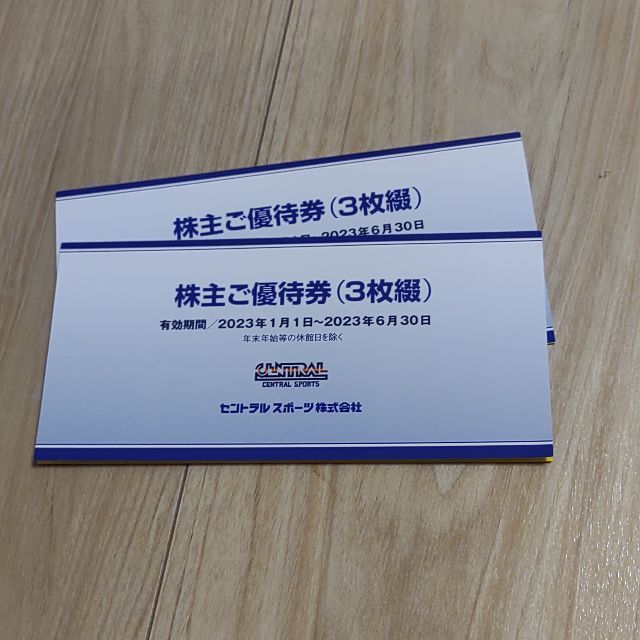 株主ご優待券(3枚綴)
2023年6月30日
株主ご優待券(3枚綴)
有効期間/2023年1月1日〜2023年6月30日
年末年始等の休館日を除く
CENTRAL
CENTRAL SPORTS
セントラルスポーツ株式会社